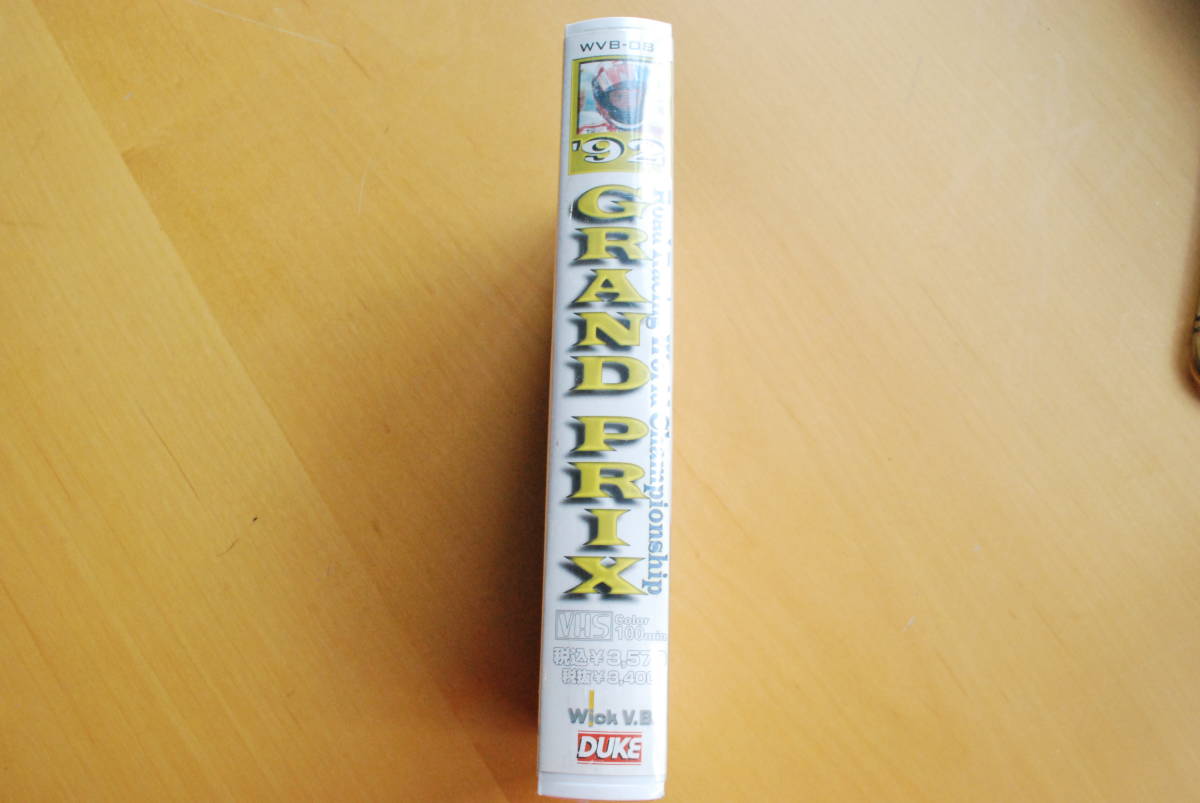 WVB-08
'92
GRAND PRIX
Road Racing World Championship
VHS
Color
100min
税込¥3,57
税抜¥3,400
Wick V.B.
DUKE